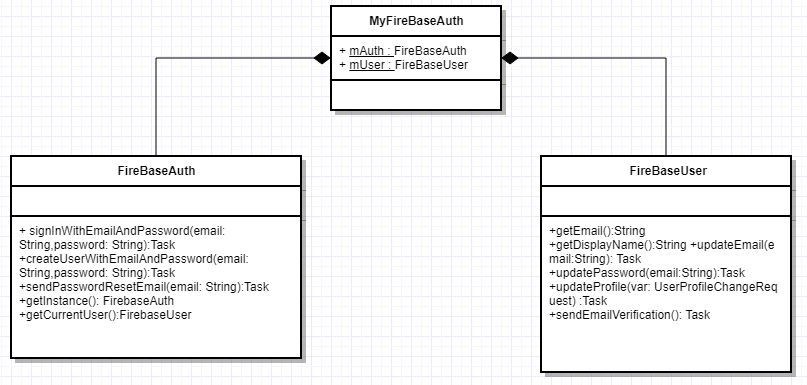 MyFireBaseAuth
+ mAuth : FireBaseAuth
+ mUser : FireBaseUser
FireBaseAuth
+ signInWithEmailAndPassword(email:
String,password: String):Task
+createUserWithEmailAndPassword(email:
String,password: String):Task
+sendPasswordResetEmail(email: String):Task
+getInstance(): FirebaseAuth
+getCurrentUser():FirebaseUser
FireBaseUser
+getEmail():String
+getDisplayName():String +updateEmail(e
mail:String): Task
+updatePassword(email:String):Task
+updateProfile(var: UserProfileChangeReq
uest) :Task
+sendEmailVerification(): Task